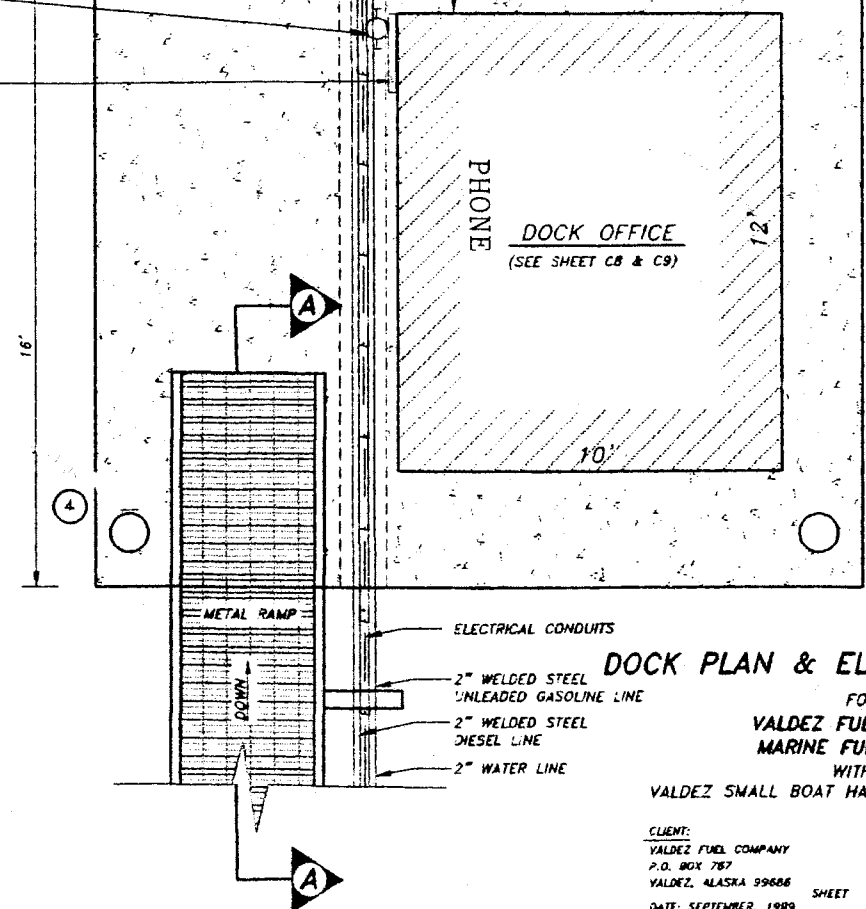 PHONE
DOCK OFFICE
(SEE SHEET C8 & C9)
12'
A
16'
10'
4
METAL RAMP
ELECTRICAL CONDUITS
DOWN
2" WELDED STEEL
UNLEADED GASOLINE LINE
2" WELDED STEEL
DIESEL LINE
2" WATER LINE
A
DOCK PLAN & EL
FO
VALDEZ FUE
MARINE FUE
WITH
VALDEZ SMALL BOAT HA
CLIENT:
VALDEZ FUEL COMPANY
P.O. BOX 767
VALDEZ, ALASKA 99686
SHEET
DATE: SEPTEMBER, 1989